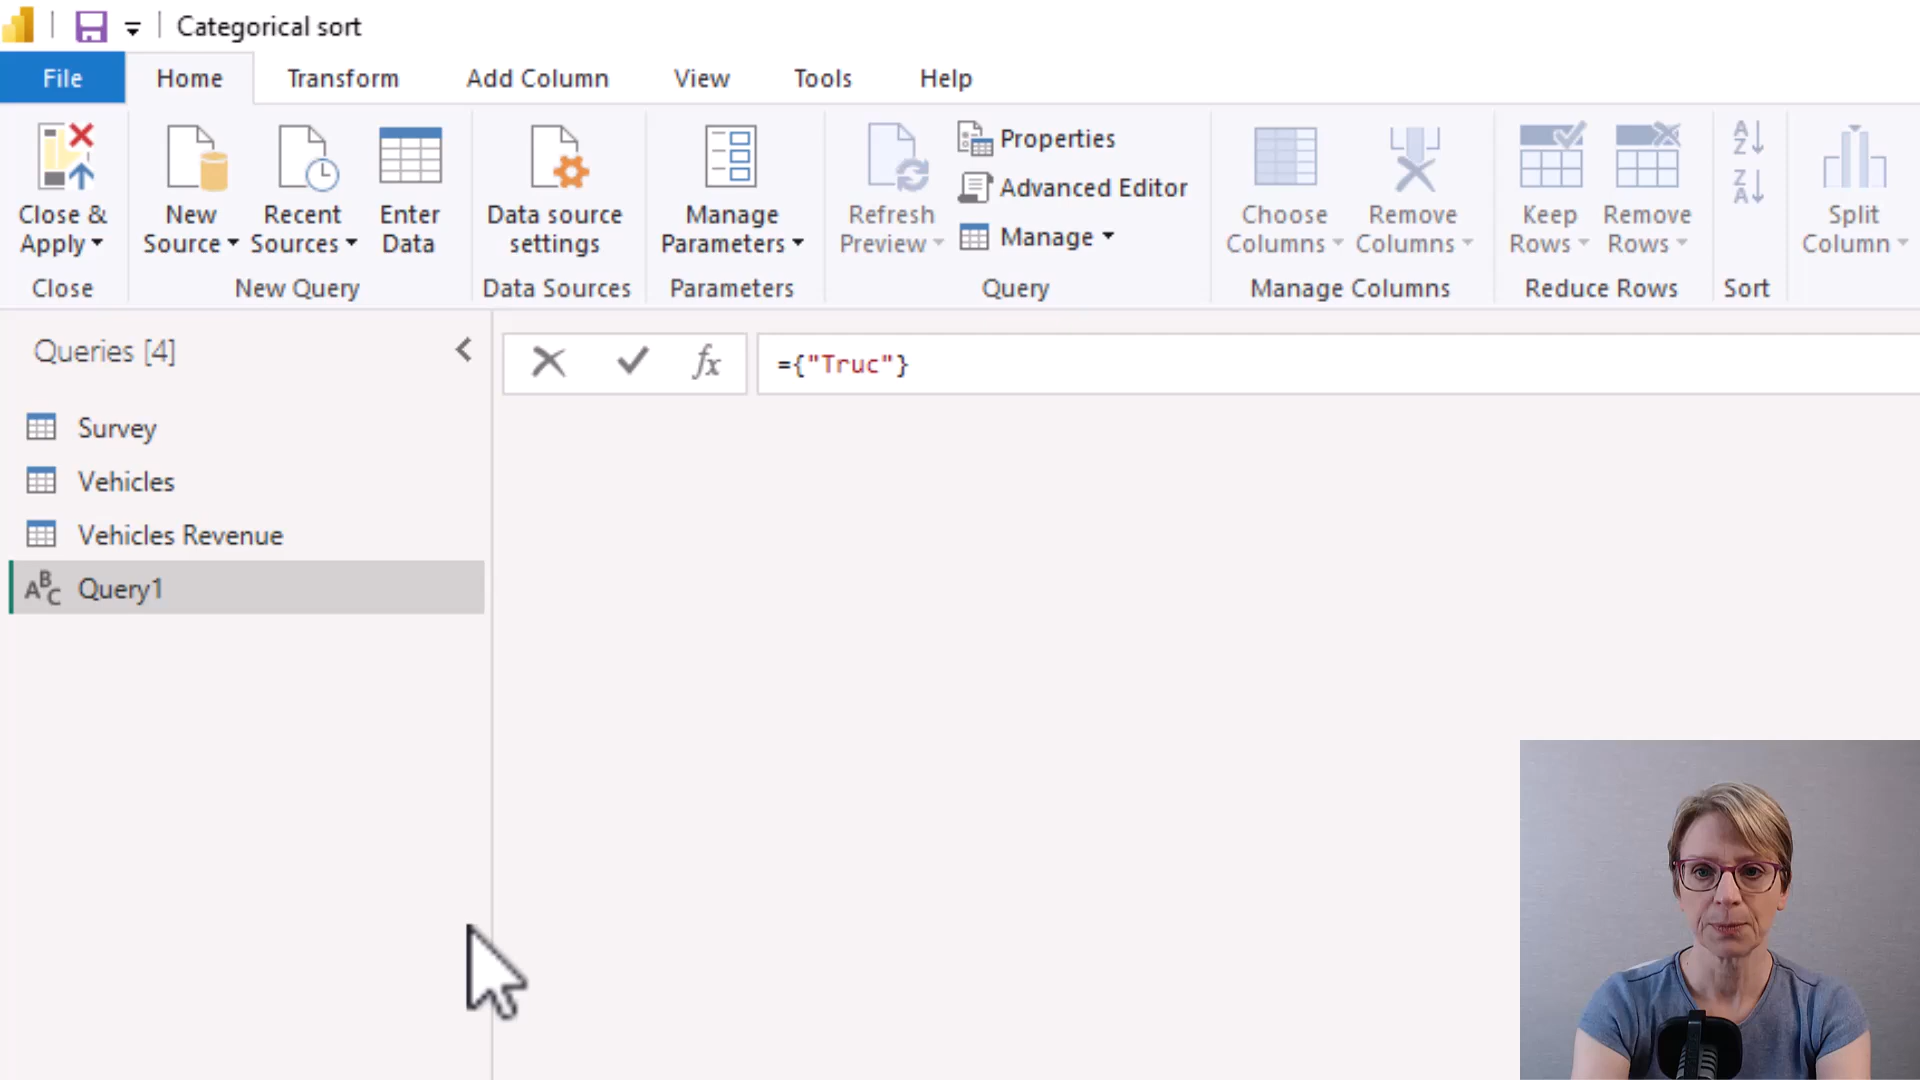 Categorical sort
File Home Transform Add Column View Tools Help
Close & Apply
New Source
Recent Sources
Enter Data
Data source settings
Manage Parameters
Refresh Preview
Properties
Advanced Editor
Manage
Choose Columns
Remove Columns
Keep Rows
Remove Rows
A Z
Z A
Split Column
Close New Query Data Sources Parameters Query Manage Columns Reduce Rows Sort
Queries [4]
fx ={"Truc"}
Survey
Vehicles
Vehicles Revenue
ABC Query1